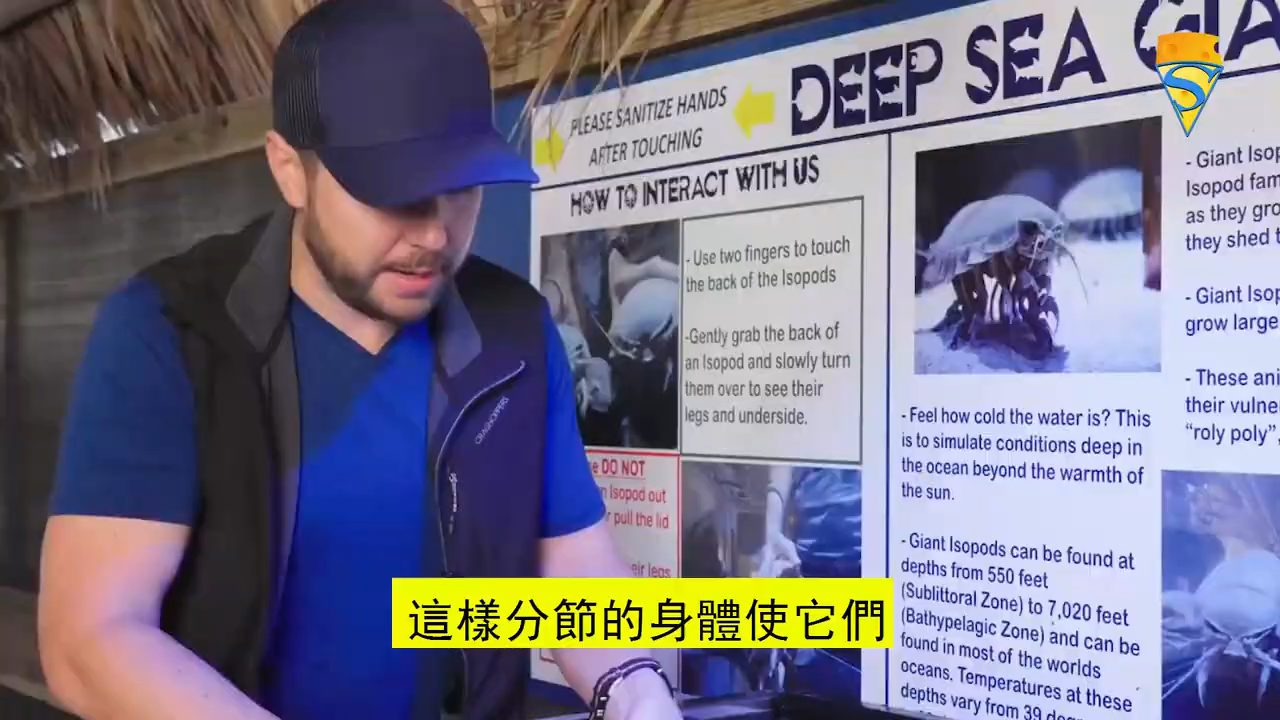 DEEP SEA GIA
PLEASE SANITIZE HANDS
AFTER TOUCHING
HOW TO INTERACT WITH US
- Use two fingers to touch
the back of the Isopods
-Gently grab the back of
an Isopod and slowly turn
them over to see their
legs and underside.
e DO NOT
n Isopod out
r pull the lid
eir legs
- Feel how cold the water is? This
is to simulate conditions deep in
the ocean beyond the warmth of
the sun.
- Giant Isopods can be found at
depths from 550 feet
(Sublittoral Zone) to 7,020 feet
(Bathypelagic Zone) and can be
found in most of the worlds
oceans. Temperatures at these
depths vary from 39 deg
- Giant Isop
Isopod fam
as they gro
they shed t
- Giant Isop
grow large
- These ani
their vulne
"roly poly",
CRAGHOPPERS
S
這樣分節的身體使它們